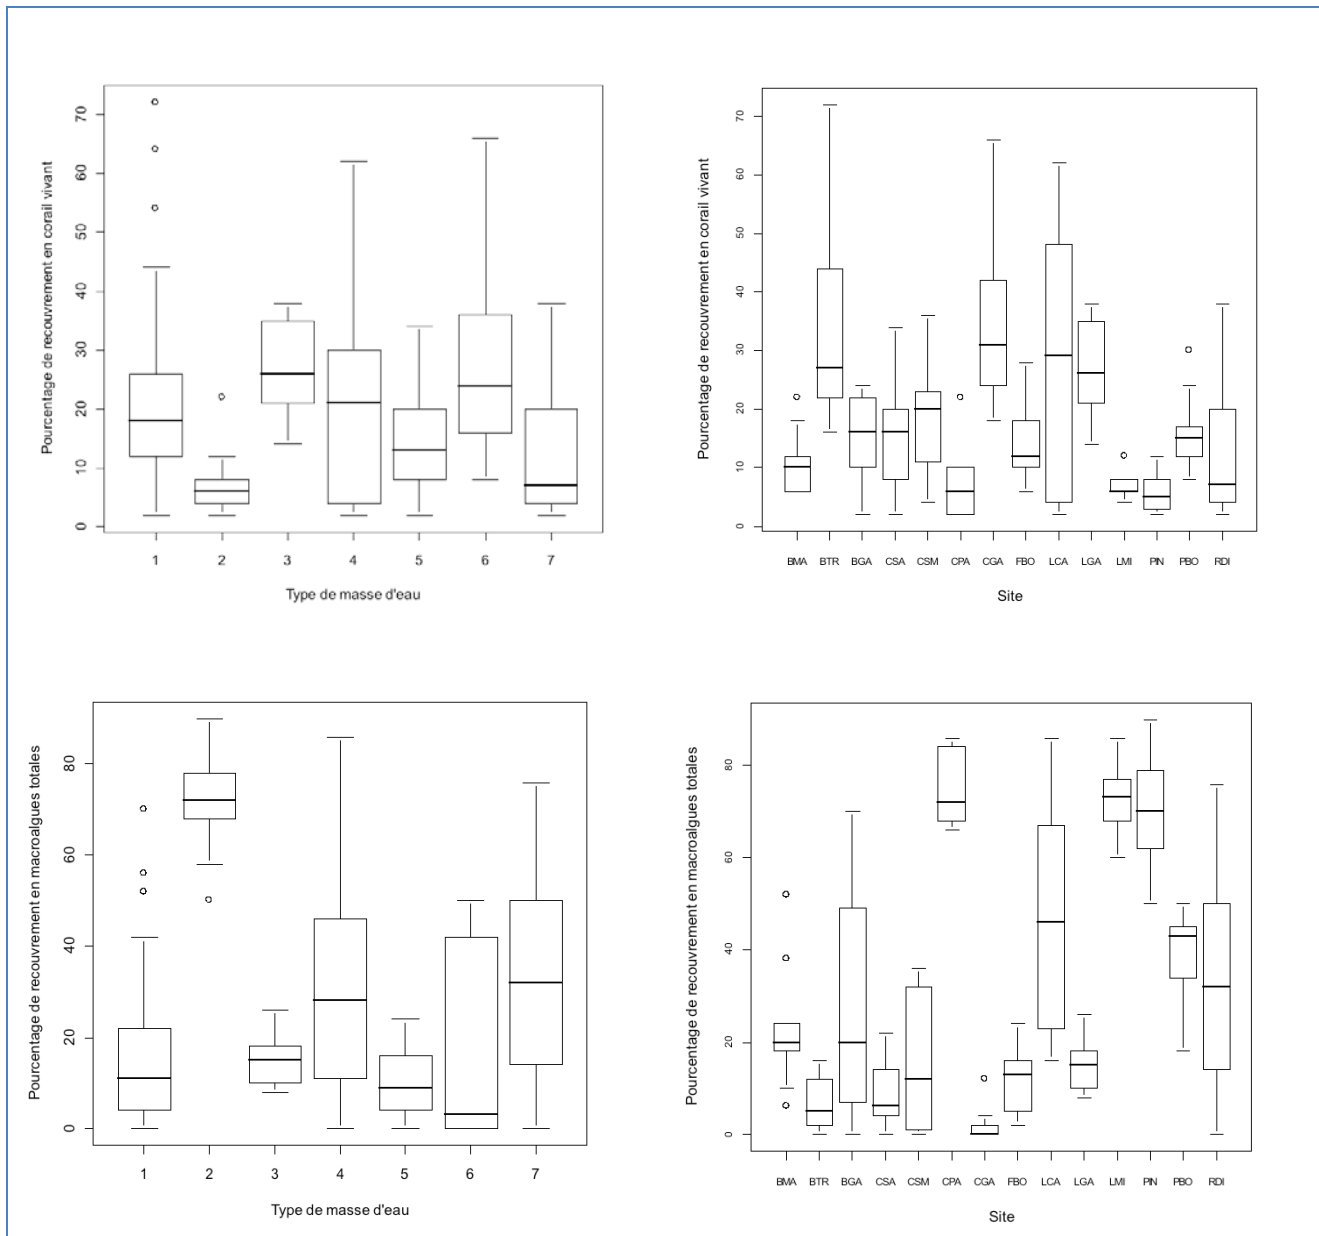 Pourcentage de recouvrement en corail vivant
70
60
50
40
30
20
10
0
1 2 3 4 5 6 7
Type de masse d'eau
Pourcentage de recouvrement en corail vivant
70
60
50
40
30
20
10
0
BMA BTR BGA CSA CSM CPA CGA FBO LCA LGA LMI PIN PBO RDI
Site
Pourcentage de recouvrement en macroalgues totales
80
60
40
20
0
1 2 3 4 5 6 7
Type de masse d'eau
Pourcentage de recouvrement en macroalgues totales
80
60
40
20
0
BMA BTR BGA CSA CSM CPA CGA FBO LCA LGA LMI PIN PBO RDI
Site